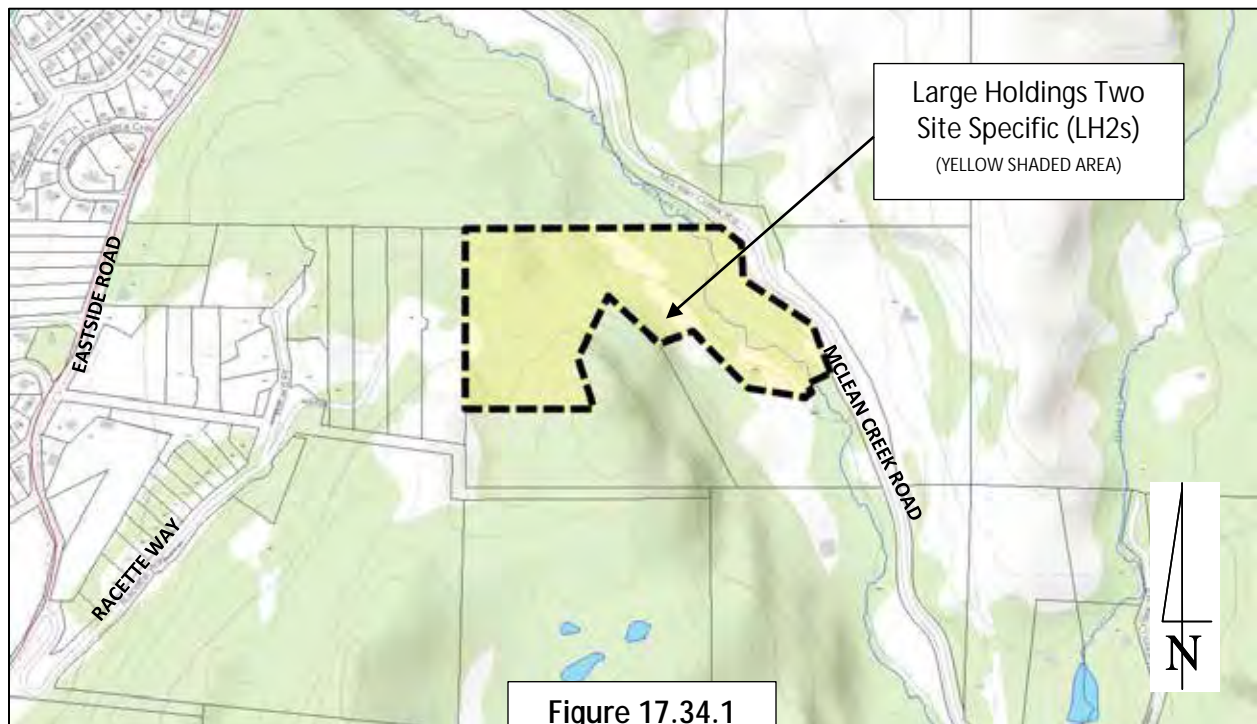 Large Holdings Two
Site Specific (LH2s)
(YELLOW SHADED AREA)
EASTSIDE ROAD
MCLEAN CREEK ROAD
RACETTE WAY
N
Figure 17.34.1